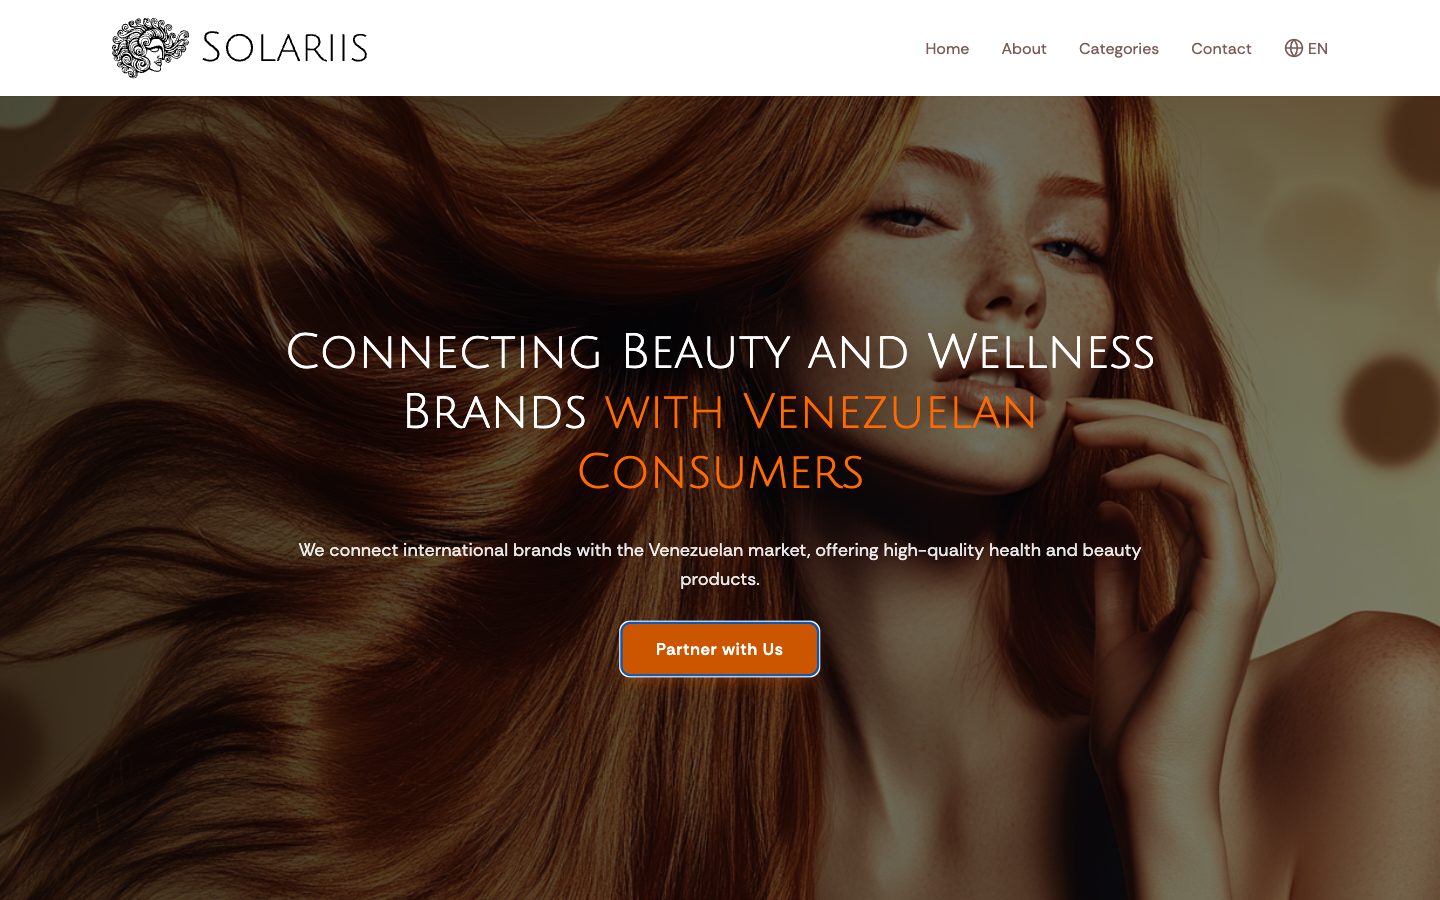 SOLARIIS
Home
About
Categories
Contact
EN
Connecting Beauty and Wellness
Brands with Venezuelan
Consumers
We connect international brands with the Venezuelan market, offering high-quality health and beauty
products.
Partner with Us